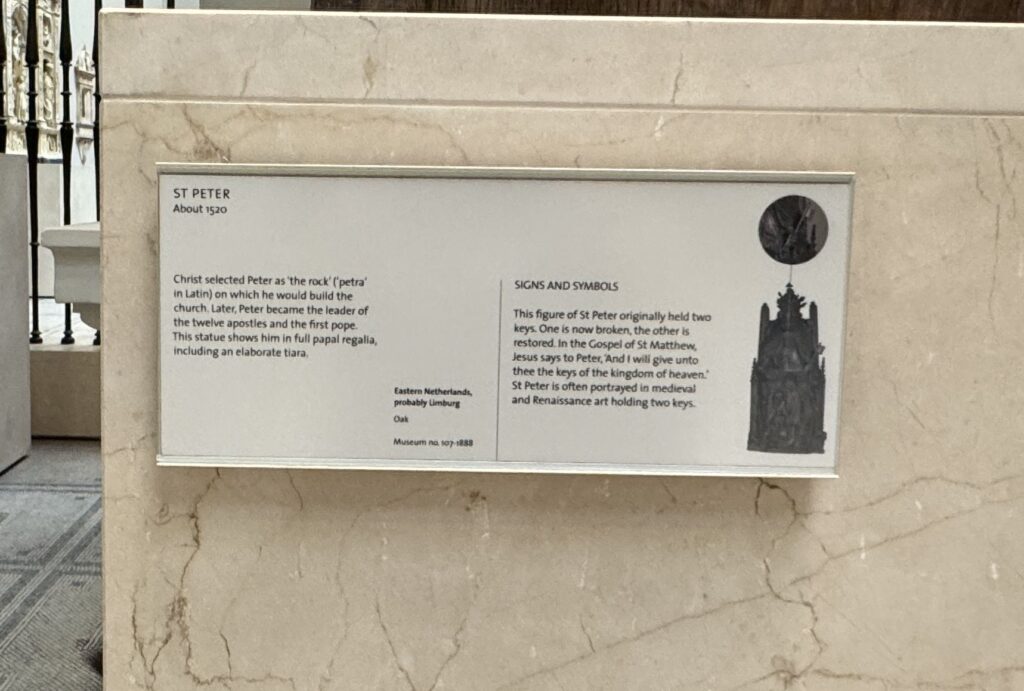 ST PETER
About 1520
Christ selected Peter as 'the rock' ('petra'
in Latin) on which he would build the
church. Later, Peter became the leader of
the twelve apostles and the first pope.
This statue shows him in full papal regalia,
including an elaborate tiara.
Eastern Netherlands,
probably Limburg
Oak
Museum no. 107-1888
SIGNS AND SYMBOLS
This figure of St Peter originally held two
keys. One is now broken, the other is
restored. In the Gospel of St Matthew,
Jesus says to Peter, 'And I will give unto
thee the keys of the kingdom of heaven.'
St Peter is often portrayed in medieval
and Renaissance art holding two keys.